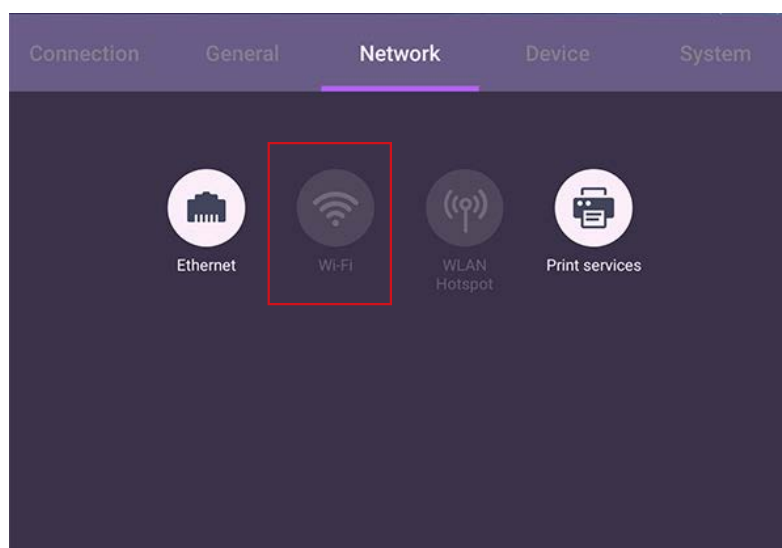 Connection General Network Device System
Ethernet Wi-Fi WLAN Print services
Hotspot